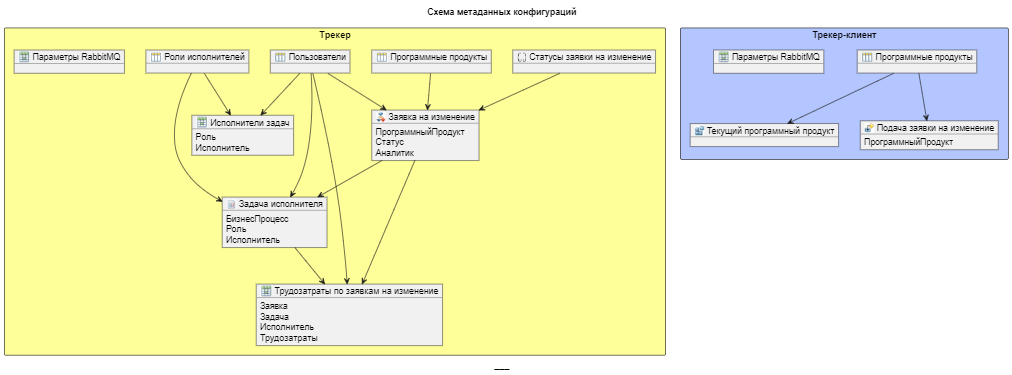 Схема метаданных конфигураций
Трекер
Параметры RabbitMQ
Роли исполнителей
Пользователи
Программные продукты
Статусы заявки на изменение
Исполнители задач
Роль
Исполнитель
Заявка на изменение
ПрограммныйПродукт
Статус
Аналитик
Задача исполнителя
БизнесПроцесс
Роль
Исполнитель
Трудозатраты по заявкам на изменение
Заявка
Задача
Исполнитель
Трудозатраты
Трекер-клиент
Параметры RabbitMQ
Программные продукты
Текущий программный продукт
Подача заявки на изменение
ПрограммныйПродукт